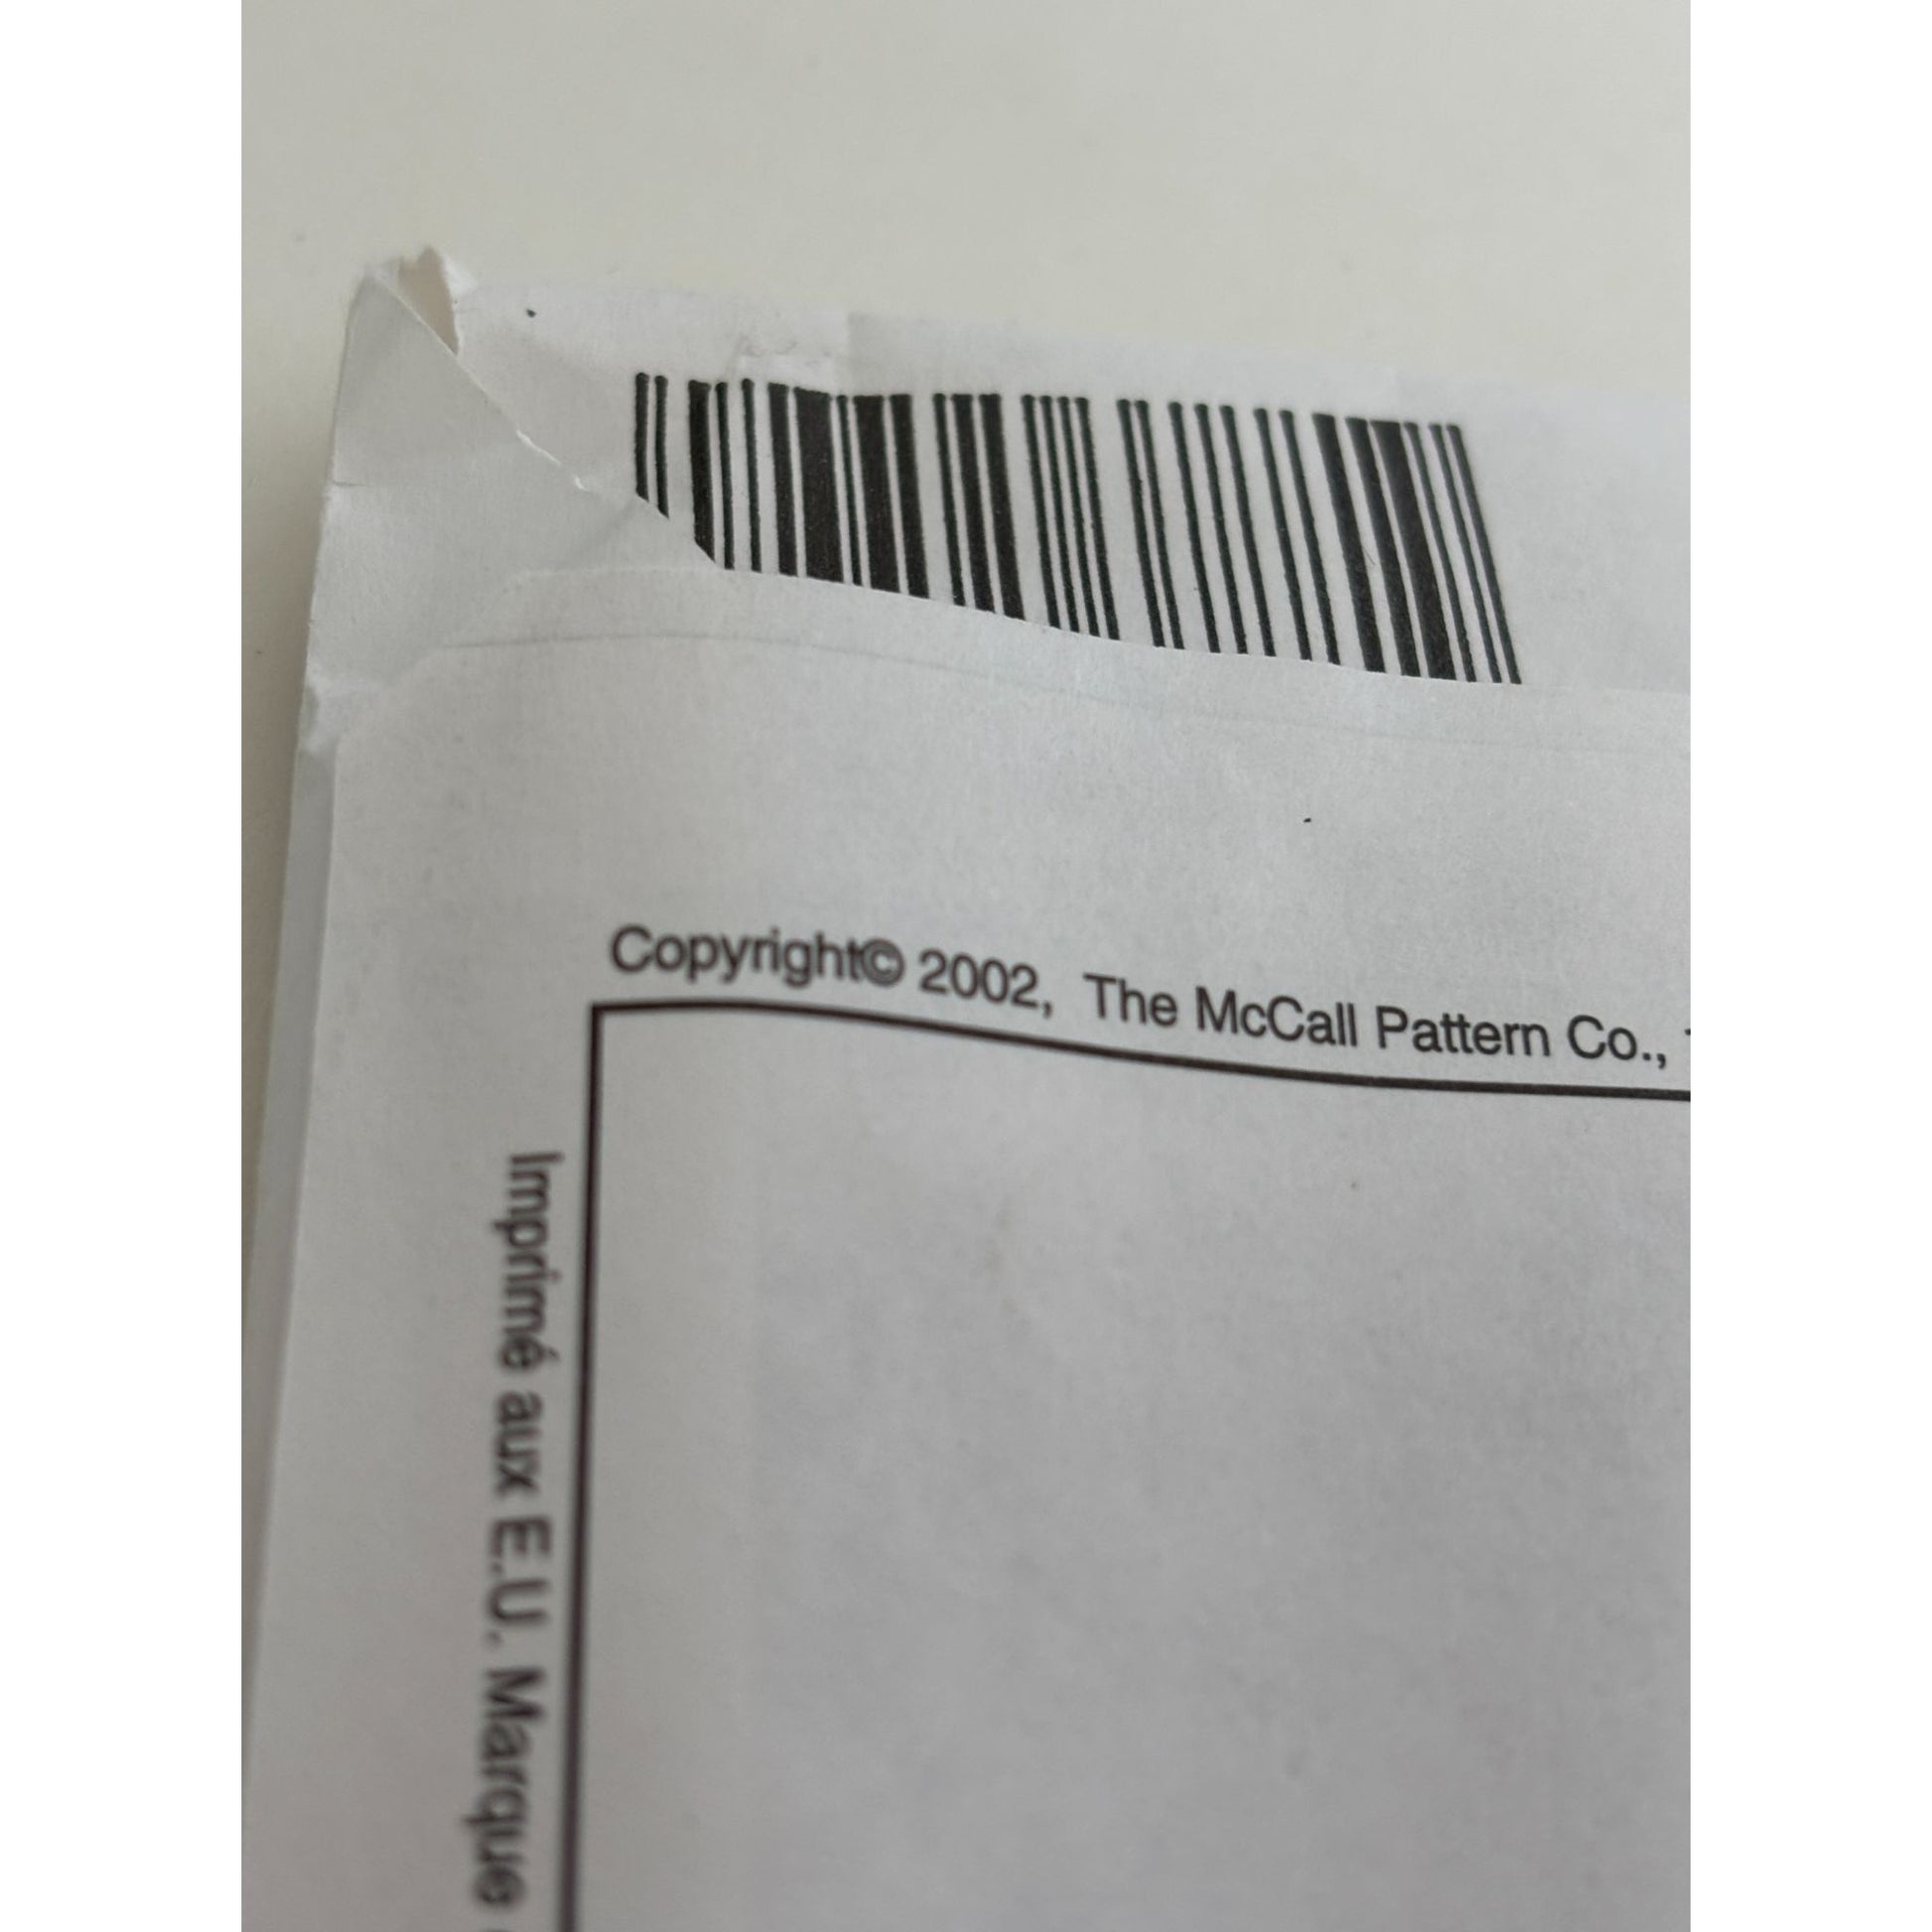 Copyright© 2002, The McCall Pattern Co.,
Imprimé aux E.U. Marque